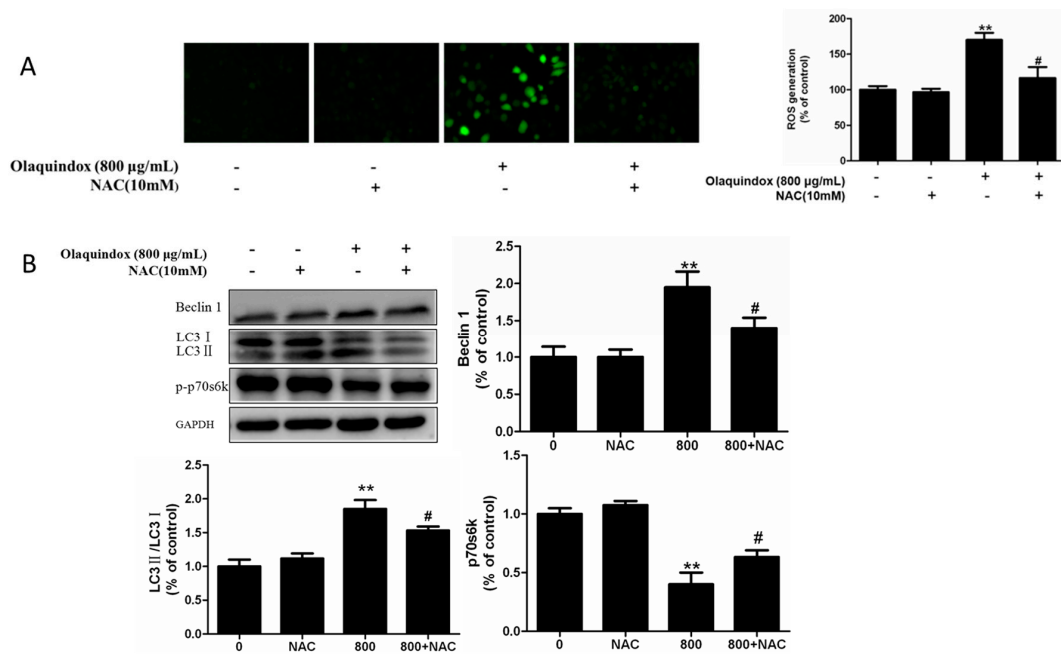 A
Olaquindox (800 µg/mL) - - + +
NAC(10mM) - + - +
ROS generation
(% of control)
200
150
100
50
0
**
#
Olaquindox (800 µg/mL) - - + +
NAC(10mM) - + - +
B
Olaquindox (800 µg/mL) - - + +
NAC(10mM) - + - +
Beclin 1
LC3 Ⅰ
LC3 Ⅱ
p-p70s6k
GAPDH
Beclin 1
(% of control)
2.5
2.0
1.5
1.0
0.5
0.0
**
#
0 NAC 800 800+NAC
LC3Ⅱ/LC3Ⅰ
(% of control)
2.5
2.0
1.5
1.0
0.5
0.0
**
#
0 NAC 800 800+NAC
p70s6k
(% of control)
1.5
1.0
0.5
0.0
**
#
0 NAC 800 800+NAC